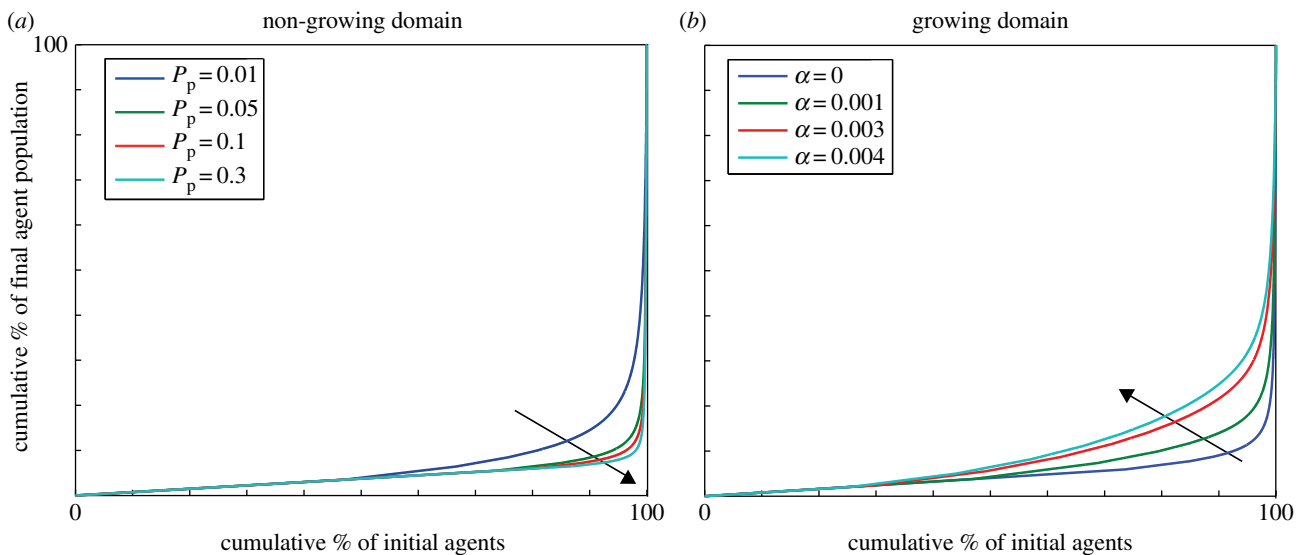 (a) non-growing domain
100
P_p = 0.01
P_p = 0.05
P_p = 0.1
P_p = 0.3
cumulative % of final agent population
0 100
cumulative % of initial agents
(b) growing domain
α = 0
α = 0.001
α = 0.003
α = 0.004
0 100
cumulative % of initial agents